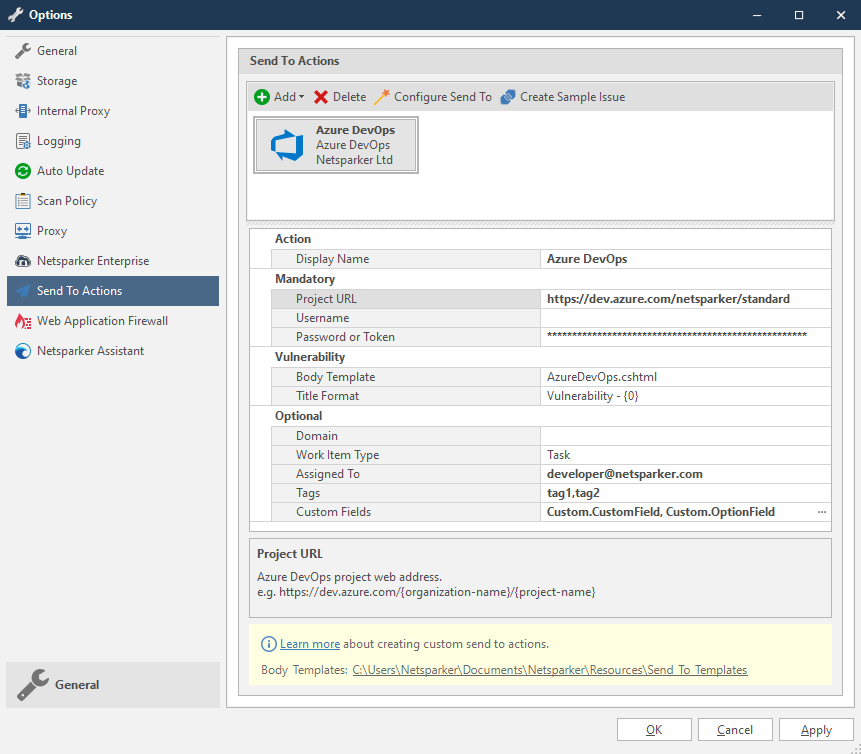 Options
General
Storage
Internal Proxy
Logging
Auto Update
Scan Policy
Proxy
Netsparker Enterprise
Send To Actions
Web Application Firewall
Netsparker Assistant
General
Send To Actions
Add Delete Configure Send To Create Sample Issue
Azure DevOps
Azure DevOps
Netsparker Ltd
Action
Display Name Azure DevOps
Mandatory
Project URL https://dev.azure.com/netsparker/standard
Username
Password or Token ****************************************************
Vulnerability
Body Template AzureDevOps.cshtml
Title Format Vulnerability - {0}
Optional
Domain
Work Item Type Task
Assigned To developer@netsparker.com
Tags tag1,tag2
Custom Fields Custom.CustomField, Custom.OptionField ...
Project URL
Azure DevOps project web address.
e.g. https://dev.azure.com/{organization-name}/{project-name}
Learn more about creating custom send to actions.
Body Templates: C:\Users\Netsparker\Documents\Netsparker\Resources\Send To Templates
OK Cancel Apply